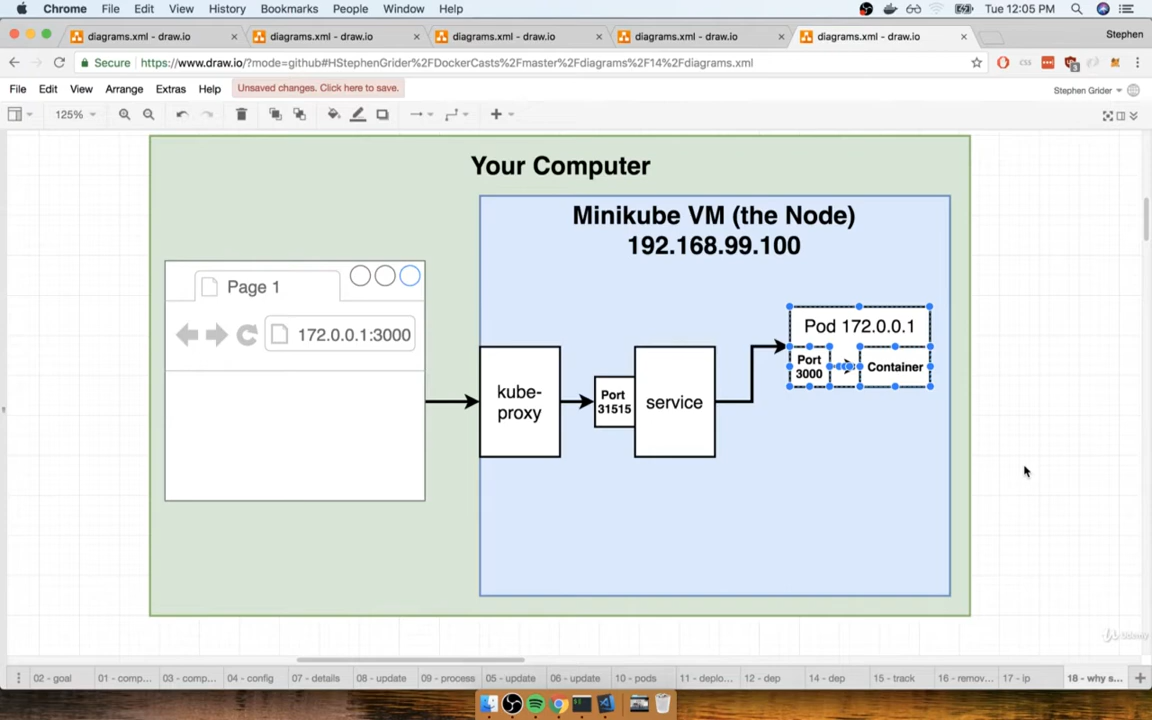 Chrome File Edit View History Bookmarks People Window Help Tue 12:05 PM
diagrams.xml - draw.io diagrams.xml - draw.io diagrams.xml - draw.io diagrams.xml - draw.io diagrams.xml - draw.io Stephen
Secure https://www.draw.io/?mode=github#HStephenGrider%2FDockerCasts%2Fmaster%2Fdiagrams%2F14%2Fdiagrams.xml
File Edit View Arrange Extras Help Unsaved changes. Click here to save. Stephen Grider
125%
Your Computer
Minikube VM (the Node)
192.168.99.100
Page 1
172.0.0.1:3000
Pod 172.0.0.1
Port
3000
Container
kube-
proxy
Port
31515
service
Udemy
02 - goal 01 - comp... 03 - comp... 04 - config 07 - details 08 - update 09 - process 05 - update 06 - update 10 - pods 11 - deplo... 12 - dep 14 - dep 15 - track 16 - remov... 17 - ip 18 - why s...